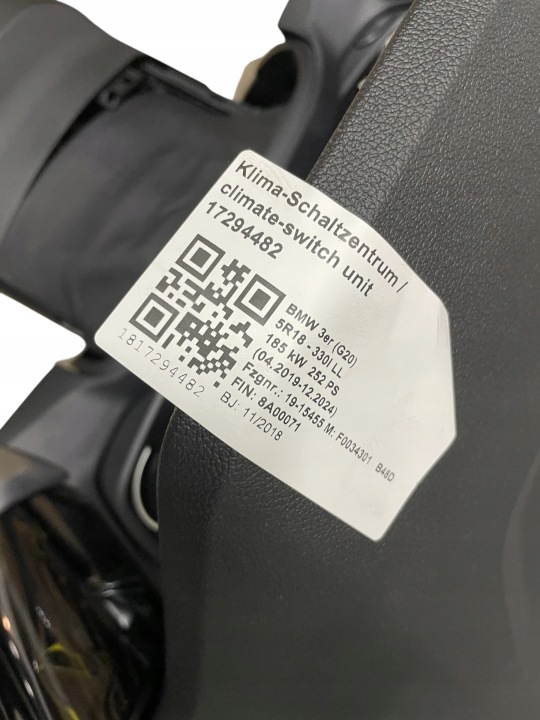 Klima-Schaltzentrum /
climate-switch unit
17294482
BMW 3er (G20)
5R18 - 330i LL
185 kW 252 PS
(04.2019-12.2024)
Fzgnr.: 19-15455 M: F0034301 B48D
FIN: 8A00071
BJ: 11/2018
1817294482